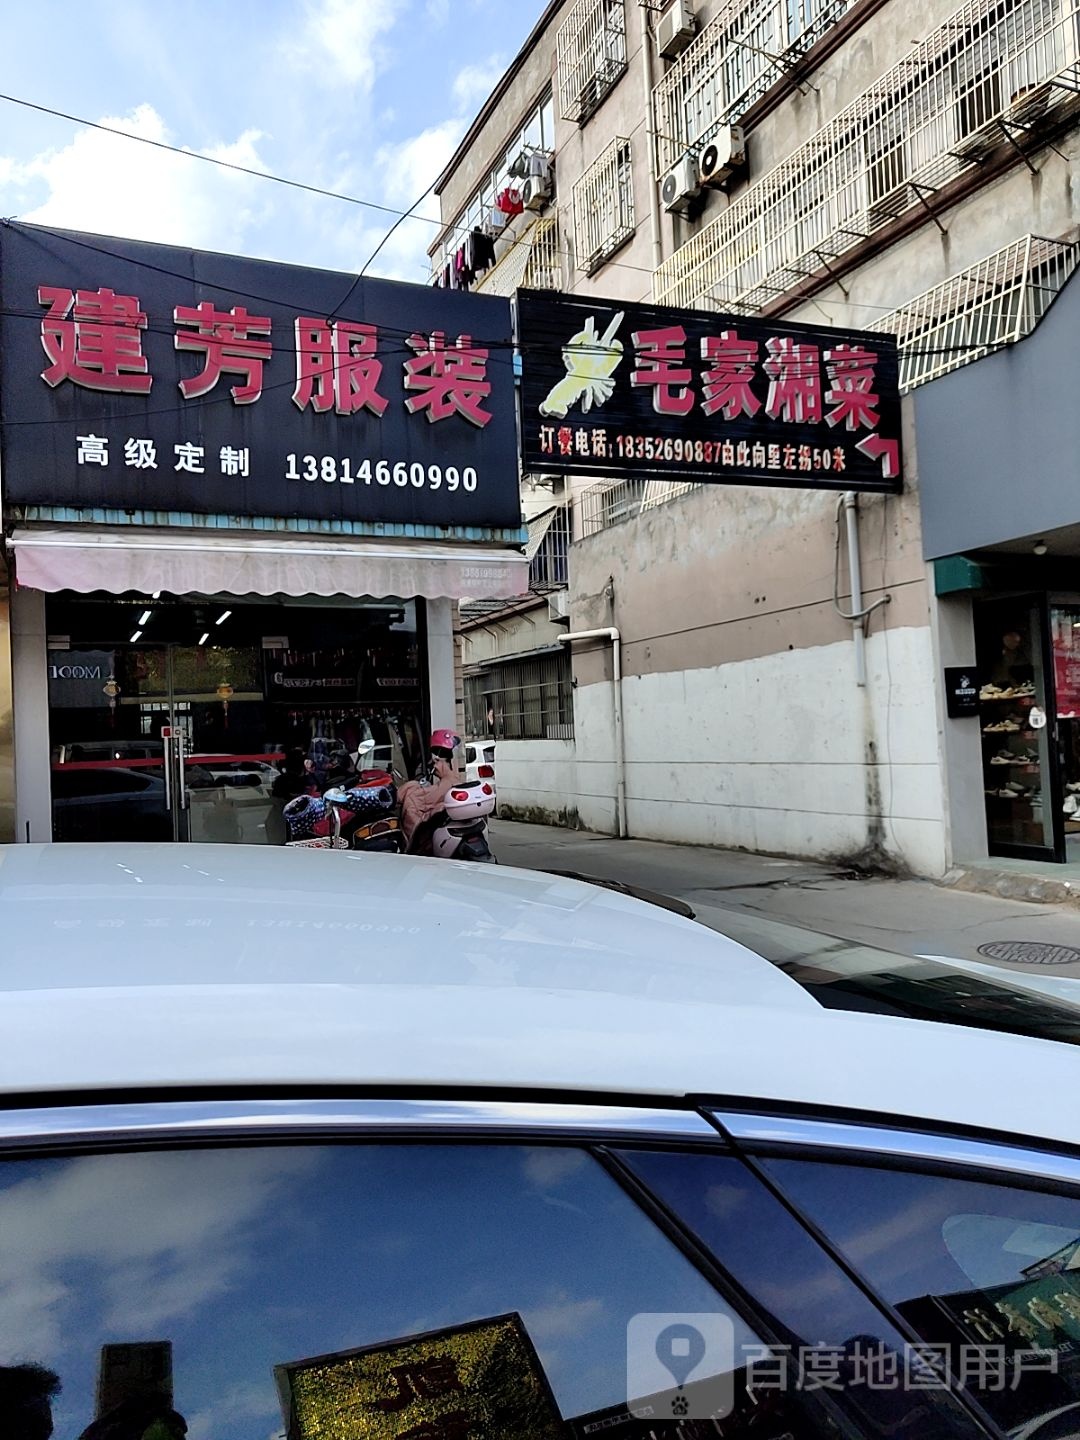 建芳服装
高级定制 13814660990
毛家湘菜
订餐电话:18352690887由此向里左拐50米
百度地图用户